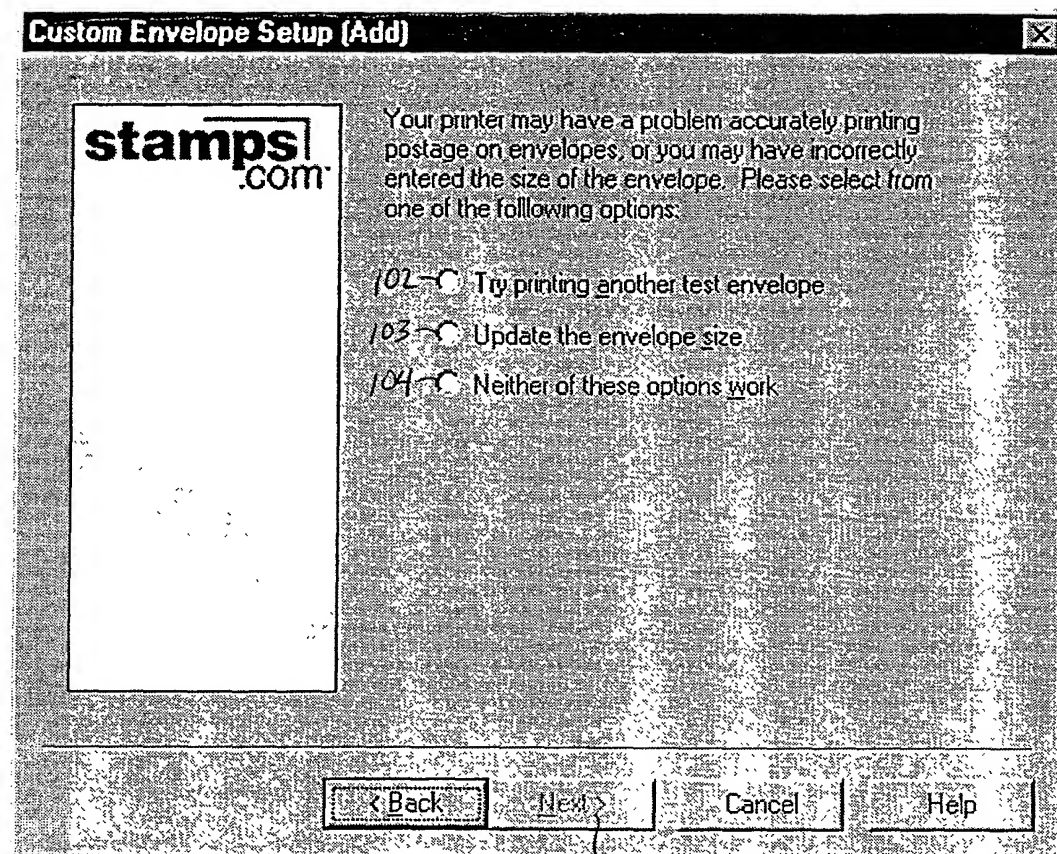 Custom Envelope Setup (Add)
stamps
.com
Your printer may have a problem accurately printing
postage on envelopes, or you may have incorrectly
entered the size of the envelope. Please select from
one of the folllowing options:
102 Try printing another test envelope
103 Update the envelope size
104 Neither of these options work
< Back Next > Cancel Help